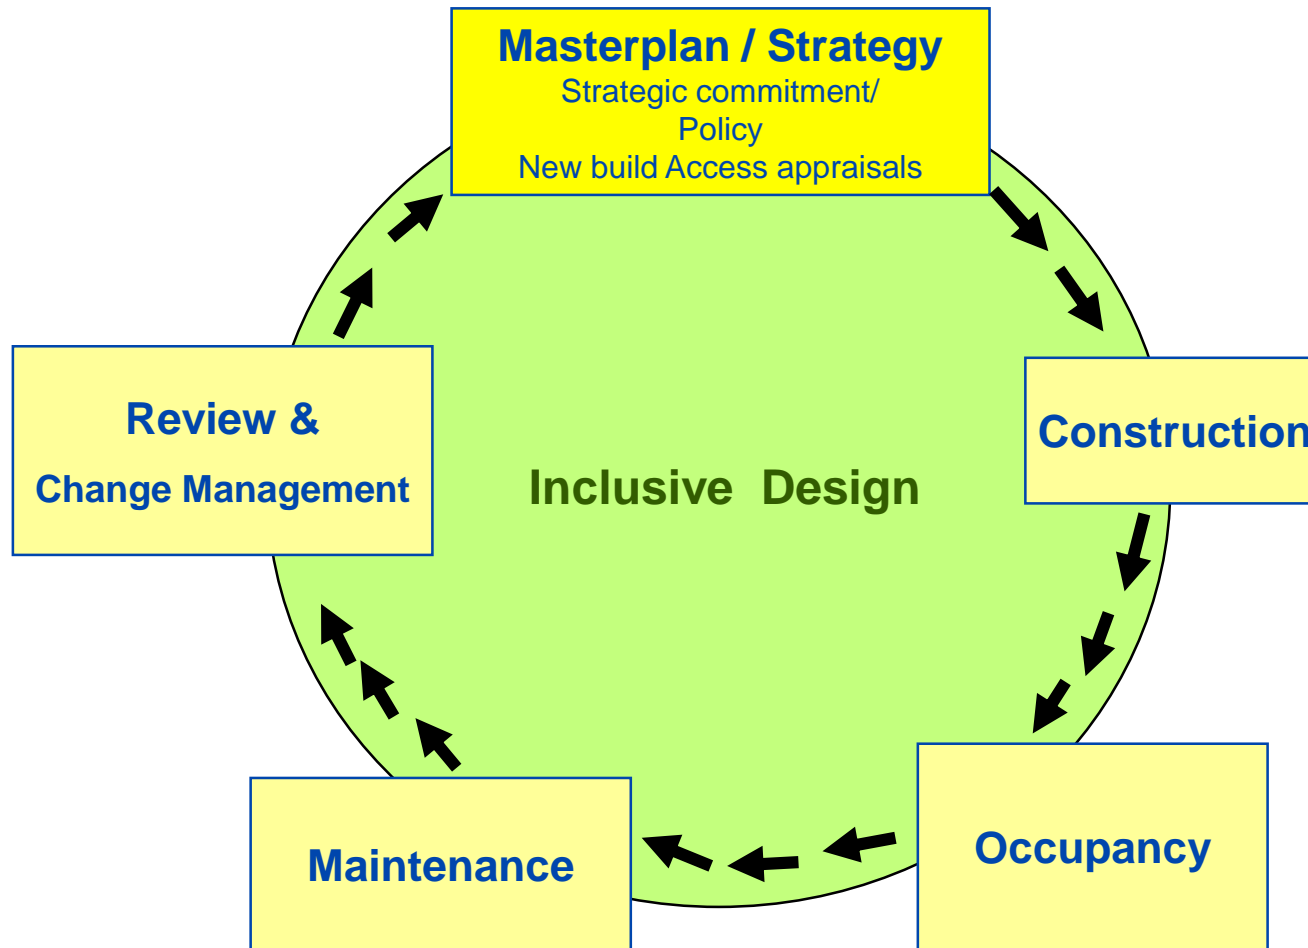 Masterplan / Strategy
Strategic commitment/
Policy
New build Access appraisals
Review &
Change Management
Construction
Inclusive Design
Maintenance
Occupancy